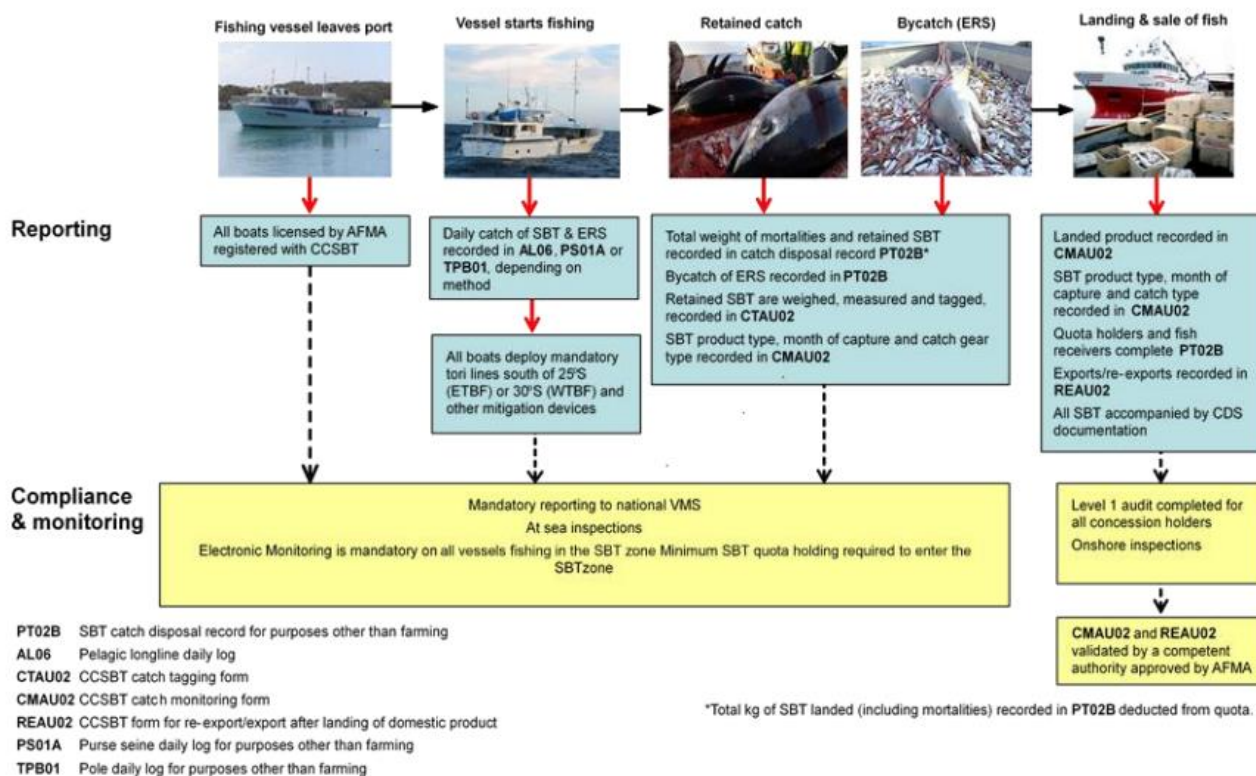 Fishing vessel leaves port
Vessel starts fishing
Retained catch
Bycatch (ERS)
Landing & sale of fish
Reporting
All boats licensed by AFMA
registered with CCSBT
Daily catch of SBT & ERS
recorded in AL06, PS01A or
TPB01, depending on
method
All boats deploy mandatory
tori lines south of 25ºS
(ETBF) or 30ºS (WTBF) and
other mitigation devices
Total weight of mortalities and retained SBT
recorded in catch disposal record PT02B*
Bycatch of ERS recorded in PT02B
Retained SBT are weighed, measured and tagged,
recorded in CTAU02
SBT product type, month of capture and catch gear
type recorded in CMAU02
Landed product recorded in
CMAU02
SBT product type, month of
capture and catch type
recorded in CMAU02
Quota holders and fish
receivers complete PT02B
Exports/re-exports recorded in
REAU02
All SBT accompanied by CDS
documentation
Compliance
& monitoring
Mandatory reporting to national VMS
At sea inspections
Electronic Monitoring is mandatory on all vessels fishing in the SBT zone Minimum SBT quota holding required to enter the
SBTzone
Level 1 audit completed for
all concession holders
Onshore inspections
CMAU02 and REAU02
validated by a competent
authority approved by AFMA
PT02B SBT catch disposal record for purposes other than farming
AL06 Pelagic longline daily log
CTAU02 CCSBT catch tagging form
CMAU02 CCSBT catch monitoring form
REAU02 CCSBT form for re-export/export after landing of domestic product
PS01A Purse seine daily log for purposes other than farming
TPB01 Pole daily log for purposes other than farming
*Total kg of SBT landed (including mortalities) recorded in PT02B deducted from quota.